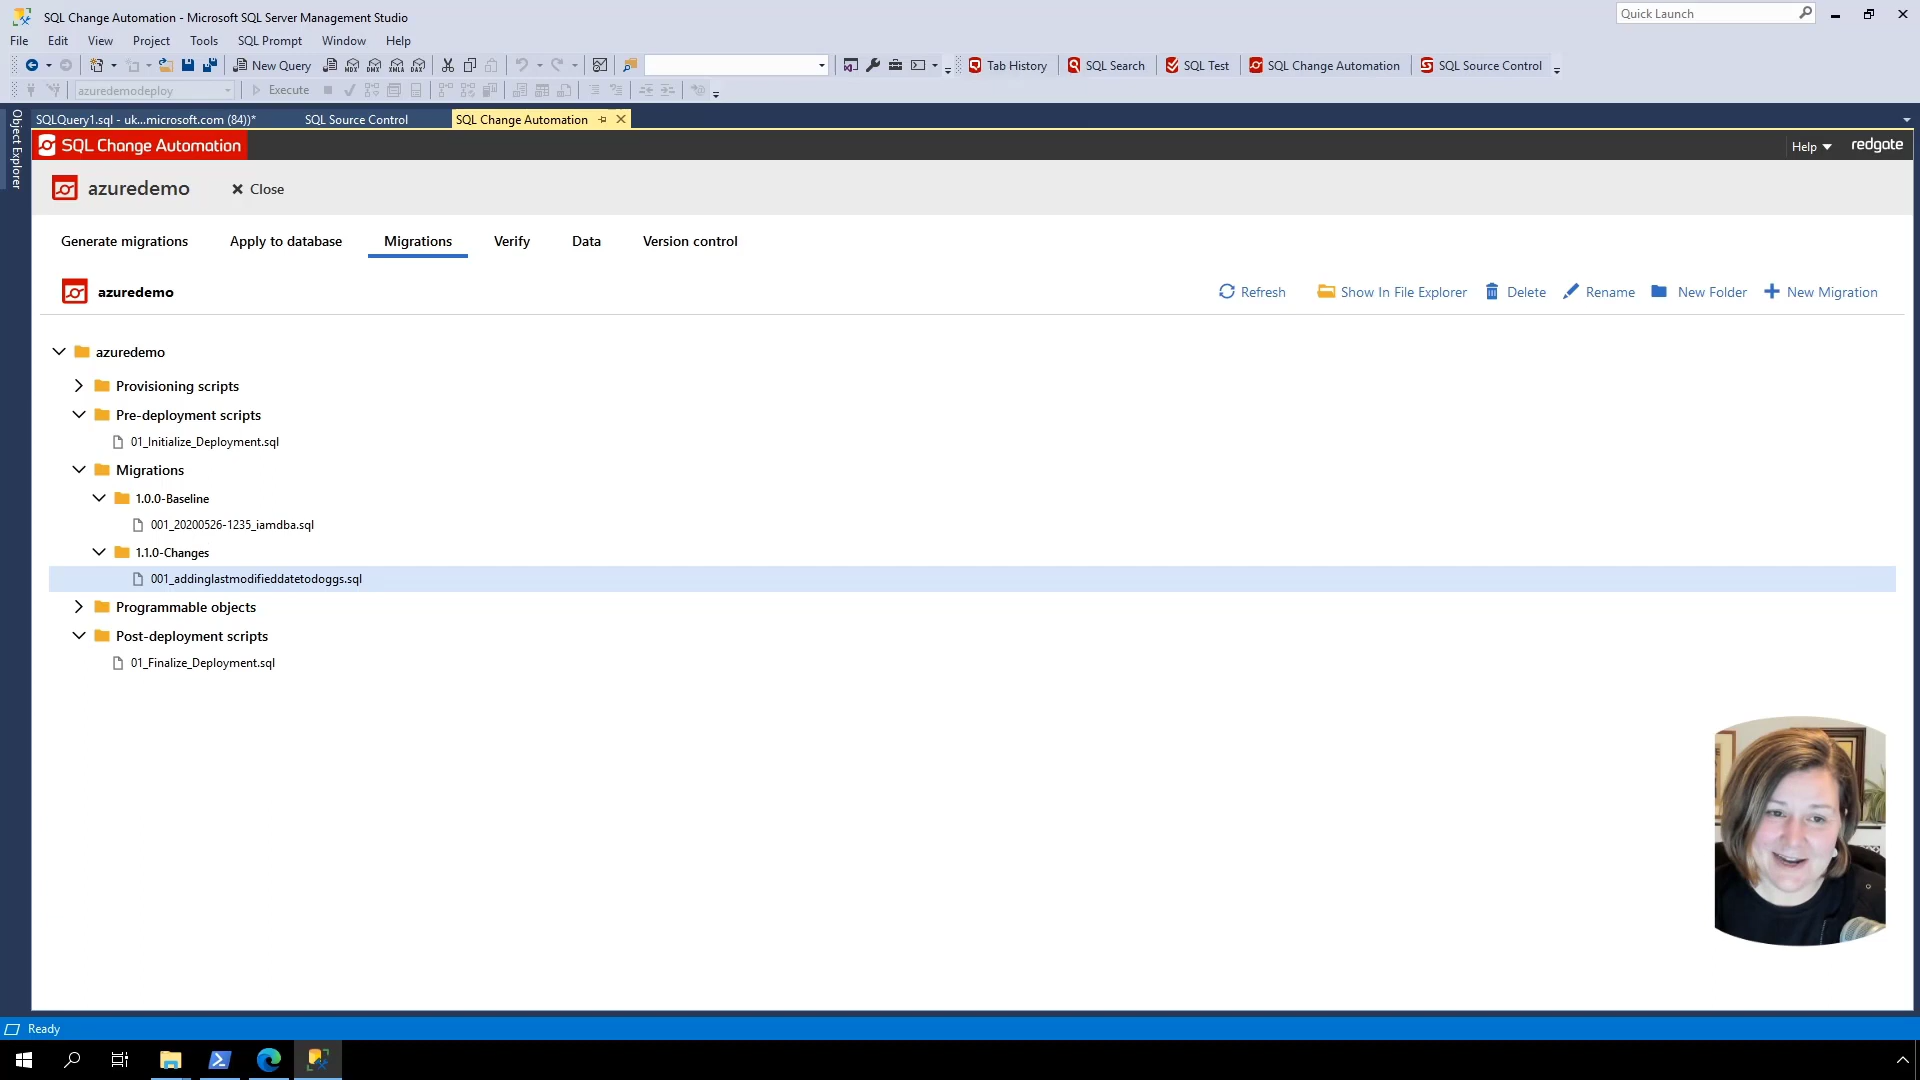 SQL Change Automation - Microsoft SQL Server Management Studio
Quick Launch
File Edit View Project Tools SQL Prompt Window Help
New Query MDX DMX XMLA DAX Tab History SQL Search SQL Test SQL Change Automation SQL Source Control
azuredemodeploy Execute
Object Explorer
SQLQuery1.sql - uk...microsoft.com (84))* SQL Source Control SQL Change Automation
SQL Change Automation Help redgate
azuredemo Close
Generate migrations Apply to database Migrations Verify Data Version control
azuredemo Refresh Show In File Explorer Delete Rename New Folder New Migration
azuredemo
Provisioning scripts
Pre-deployment scripts
01_Initialize_Deployment.sql
Migrations
1.0.0-Baseline
001_20200526-1235_iamdba.sql
1.1.0-Changes
001_addinglastmodifieddatetodoggs.sql
Programmable objects
Post-deployment scripts
01_Finalize_Deployment.sql
Ready